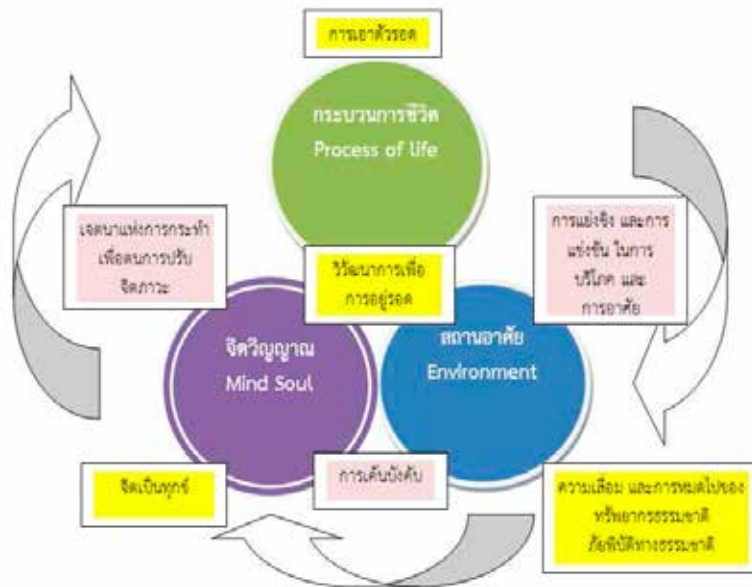 การเอาตัวรอด
กระบวนการชีวิต
Process of life
เจตนาแห่งการกระทำ
เพื่อตนการปรับ
จิตภาวะ
การแย่งชิง และการ
แข่งขัน ในการ
บริโภค และ
การอาศัย
วิวัฒนาการเพื่อ
การอยู่รอด
จิตวิญญาณ
Mind Soul
สถานอาศัย
Environment
จิตเป็นทุกข์
การเค้นบังคับ
ความเสื่อม และการหมดไปของ
ทรัพยากรธรรมชาติ
ภัยพิบัติทางธรรมชาติ